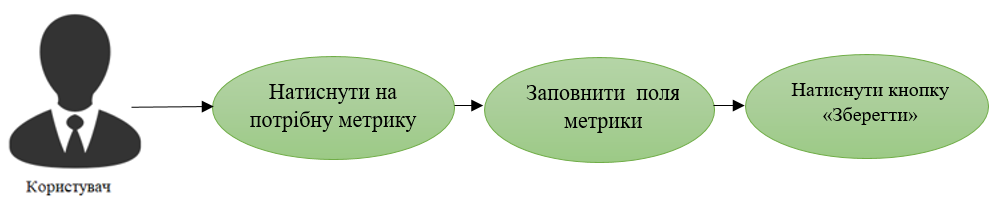 Натиснути на
потрібну метрику
Заповнити поля
метрики
Натиснути кнопку
«Зберегти»
Користувач